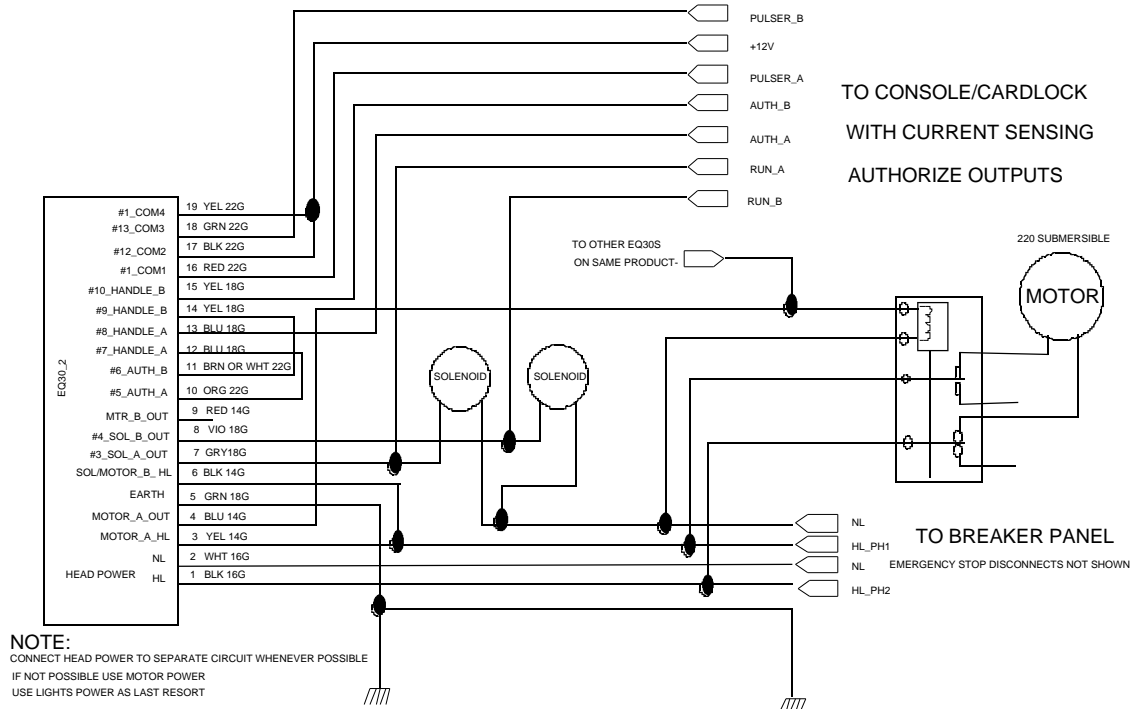 PULSER_B
+12V
PULSER_A
AUTH_B
AUTH_A
RUN_A
RUN_B
TO CONSOLE/CARDLOCK
WITH CURRENT SENSING
AUTHORIZE OUTPUTS
TO OTHER EQ30S
ON SAME PRODUCT-
220 SUBMERSIBLE
MOTOR
EQ30_2
#1_COM4 19 YEL 22G
#13_COM3 18 GRN 22G
#12_COM2 17 BLK 22G
#1_COM1 16 RED 22G
#10_HANDLE_B 15 YEL 18G
#9_HANDLE_B 14 YEL 18G
#8_HANDLE_A 13 BLU 18G
#7_HANDLE_A 12 BLU 18G
#6_AUTH_B 11 BRN OR WHT 22G
#5_AUTH_A 10 ORG 22G
MTR_B_OUT 9 RED 14G
#4_SOL_B_OUT 8 VIO 18G
#3_SOL_A_OUT 7 GRY18G
SOL/MOTOR_B_HL 6 BLK 14G
EARTH 5 GRN 18G
MOTOR_A_OUT 4 BLU 14G
MOTOR_A_HL 3 YEL 14G
NL 2 WHT 16G
HEAD POWER HL 1 BLK 16G
SOLENOID
SOLENOID
NL
HL_PH1
NL
HL_PH2
TO BREAKER PANEL
EMERGENCY STOP DISCONNECTS NOT SHOWN
NOTE:
CONNECT HEAD POWER TO SEPARATE CIRCUIT WHENEVER POSSIBLE
IF NOT POSSIBLE USE MOTOR POWER
USE LIGHTS POWER AS LAST RESORT